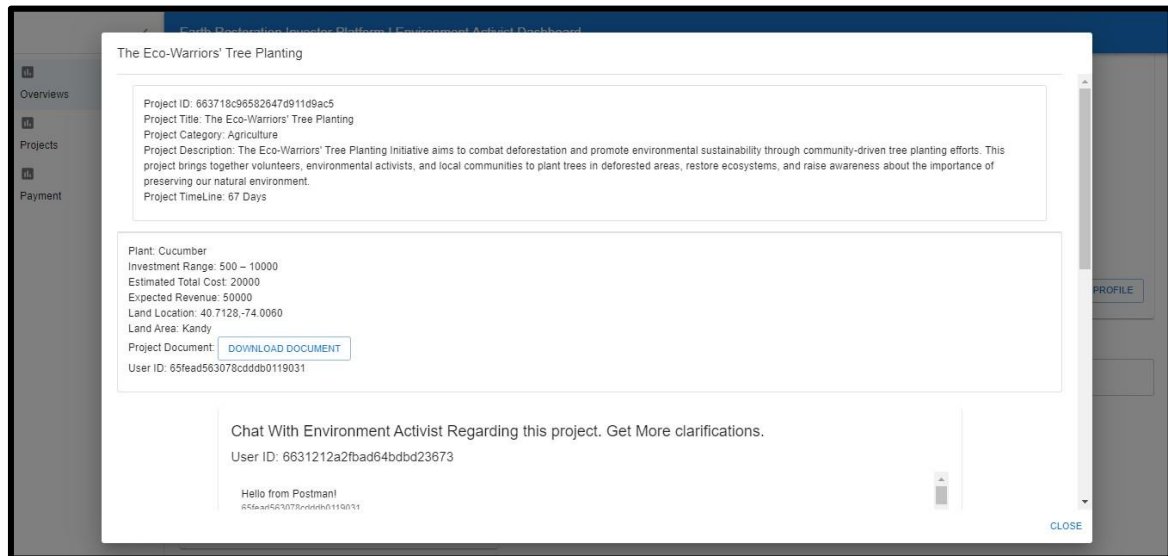 Earth Restoration Investor Platform | Environment Activist Dashboard
The Eco-Warriors' Tree Planting
Overviews
Projects
Payment
Project ID: 663718c96582647d911d9ac5
Project Title: The Eco-Warriors' Tree Planting
Project Category: Agriculture
Project Description: The Eco-Warriors' Tree Planting Initiative aims to combat deforestation and promote environmental sustainability through community-driven tree planting efforts. This
project brings together volunteers, environmental activists, and local communities to plant trees in deforested areas, restore ecosystems, and raise awareness about the importance of
preserving our natural environment.
Project TimeLine: 67 Days
Plant: Cucumber
Investment Range: 500 – 10000
Estimated Total Cost: 20000
Expected Revenue: 50000
Land Location: 40.7128,-74.0060
Land Area: Kandy
Project Document: DOWNLOAD DOCUMENT
User ID: 65fead563078cdddb0119031
PROFILE
Chat With Environment Activist Regarding this project. Get More clarifications.
User ID: 6631212a2fbad64bdbd23673
Hello from Postman!
65fead563078cdddb0119031
CLOSE